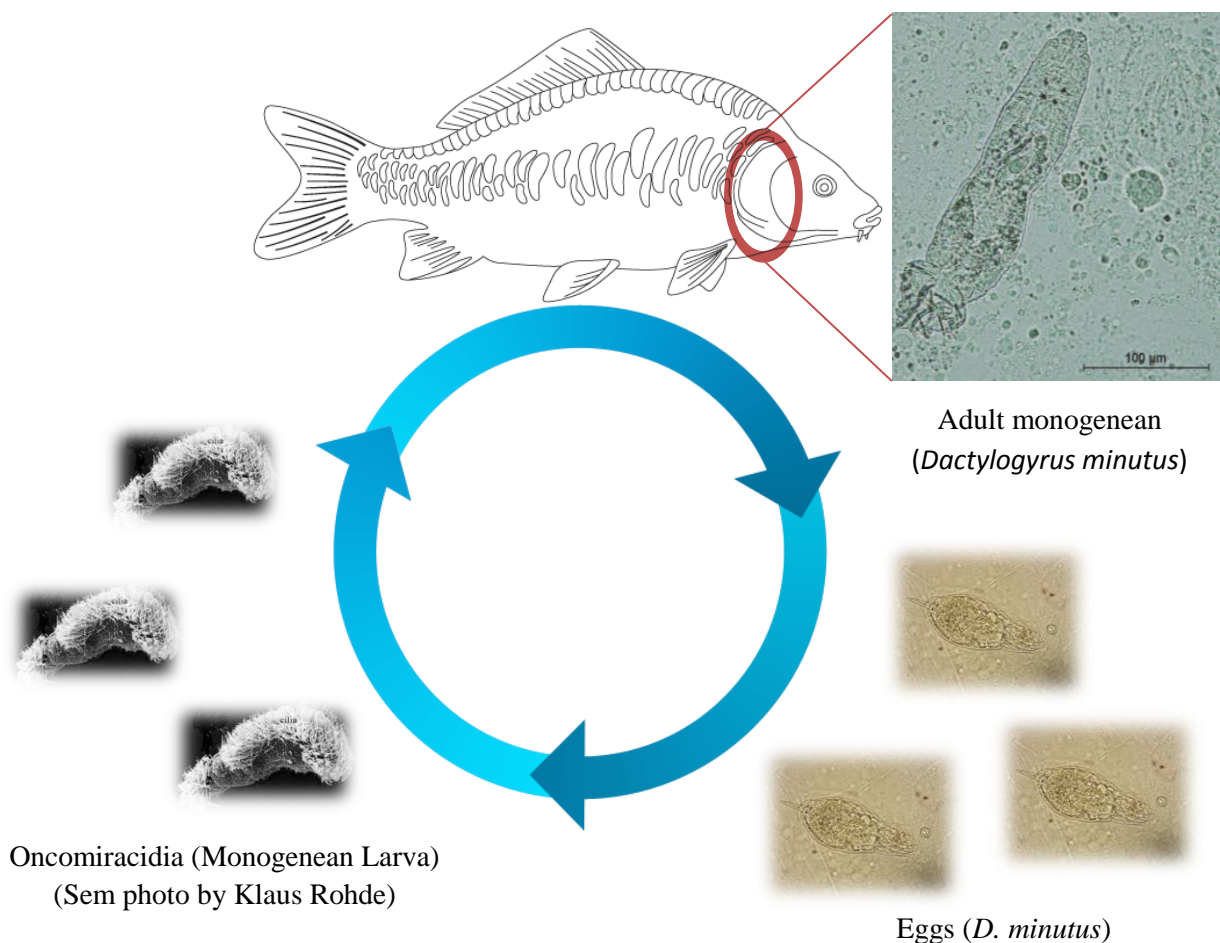 100 µm
Adult monogenean
(Dactylogyrus minutus)
cilia
cilia
cilia
Oncomiracidia (Monogenean Larva)
(Sem photo by Klaus Rohde)
Eggs (D. minutus)